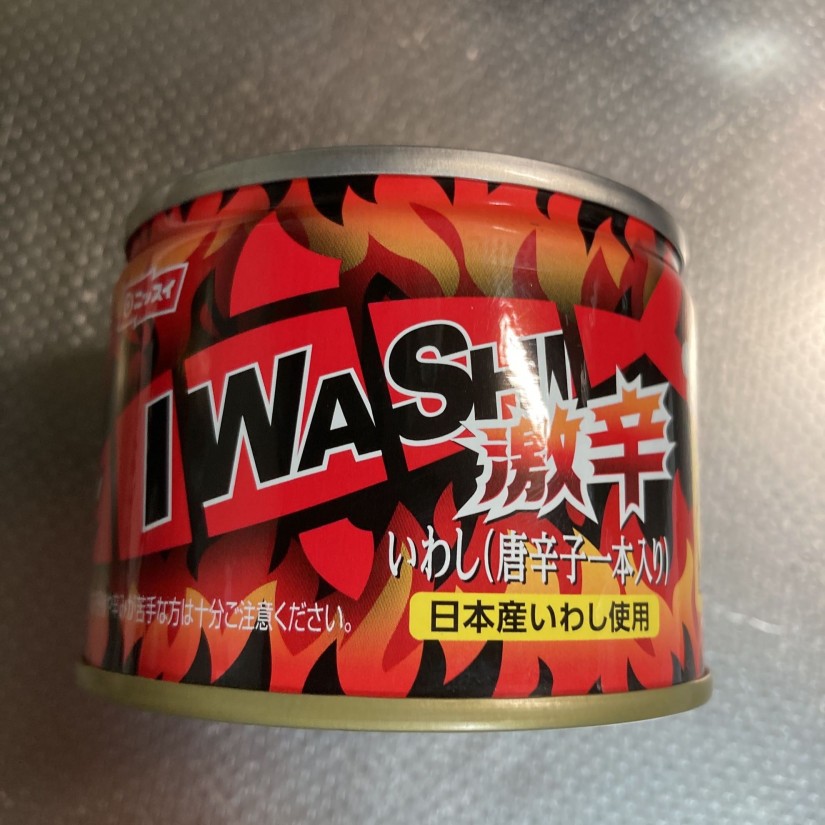 ニッスイ
IWASHI
激辛
いわし(唐辛子一本入り)
苦手な方は十分ご注意ください。
日本産いわし使用